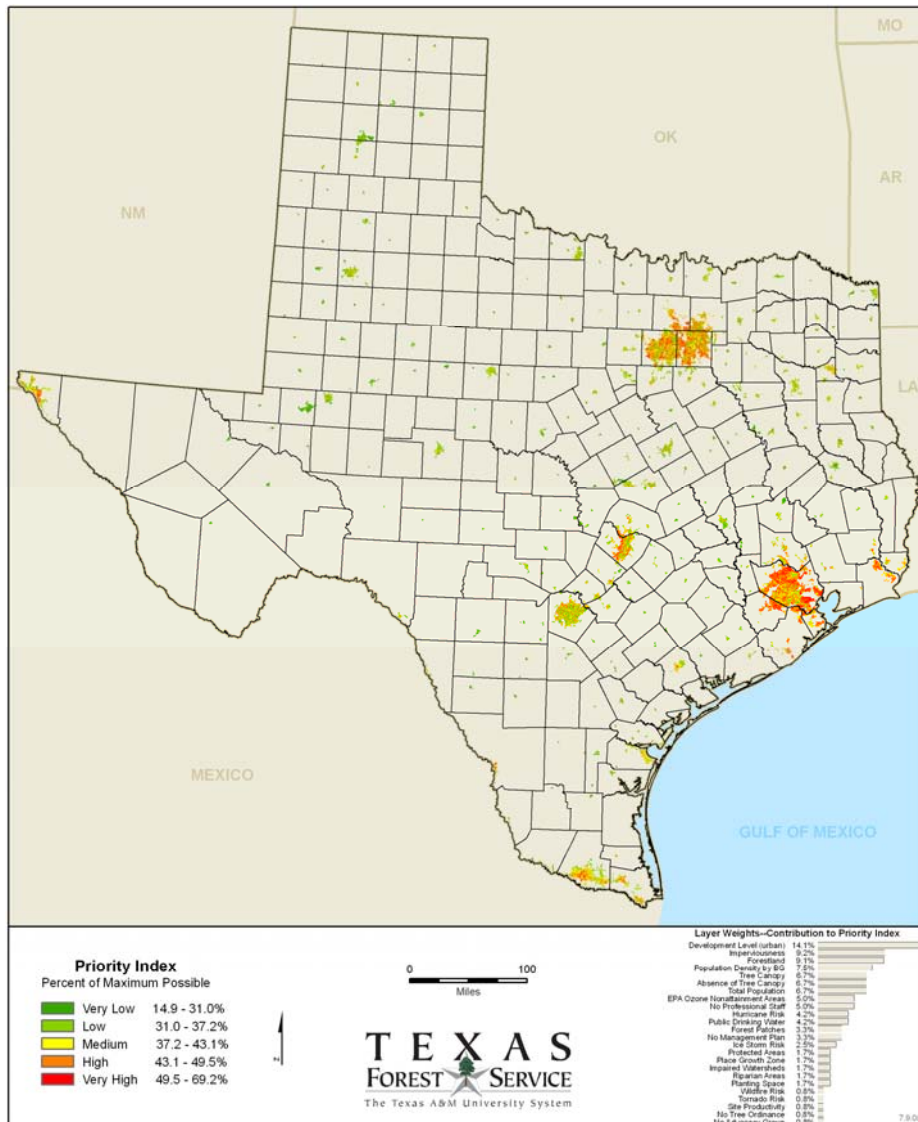 MO
OK
AR
NM
LA
MEXICO
GULF OF MEXICO
Priority Index
Percent of Maximum Possible
Very Low 14.9 - 31.0%
Low 31.0 - 37.2%
Medium 37.2 - 43.1%
High 43.1 - 49.5%
Very High 49.5 - 69.2%
0 100
Miles
TEXAS
FOREST SERVICE
The Texas A&M University System
Layer Weights--Contribution to Priority Index
Development Level (urban) 14.1%
Imperviousness 9.2%
Forestland 9.1%
Population Density by BG 7.5%
Tree Canopy 6.7%
Absence of Tree Canopy 6.7%
Total Population 6.7%
EPA Ozone Nonattainment Areas 5.0%
No Professional Staff 5.0%
Hurricane Risk 4.2%
Public Drinking Water 4.2%
Forest Patches 3.3%
No Management Plan 3.3%
Ice Storm Risk 2.5%
Protected Areas 1.7%
Place Growth Zone 1.7%
Impaired Watersheds 1.7%
Riparian Areas 1.7%
Planting Space 1.7%
Wildfire Risk 0.8%
Tornado Risk 0.8%
Site Productivity 0.8%
No Tree Ordinance 0.8%